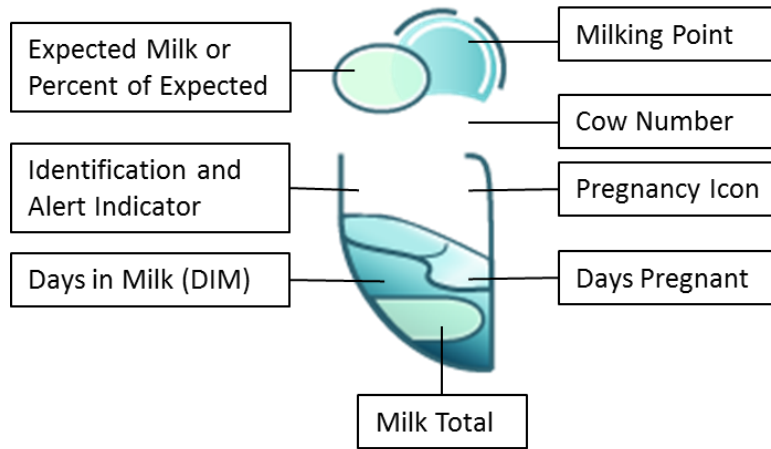 Expected Milk or
Percent of Expected
Milking Point
Cow Number
Identification and
Alert Indicator
Pregnancy Icon
Days in Milk (DIM)
Days Pregnant
Milk Total